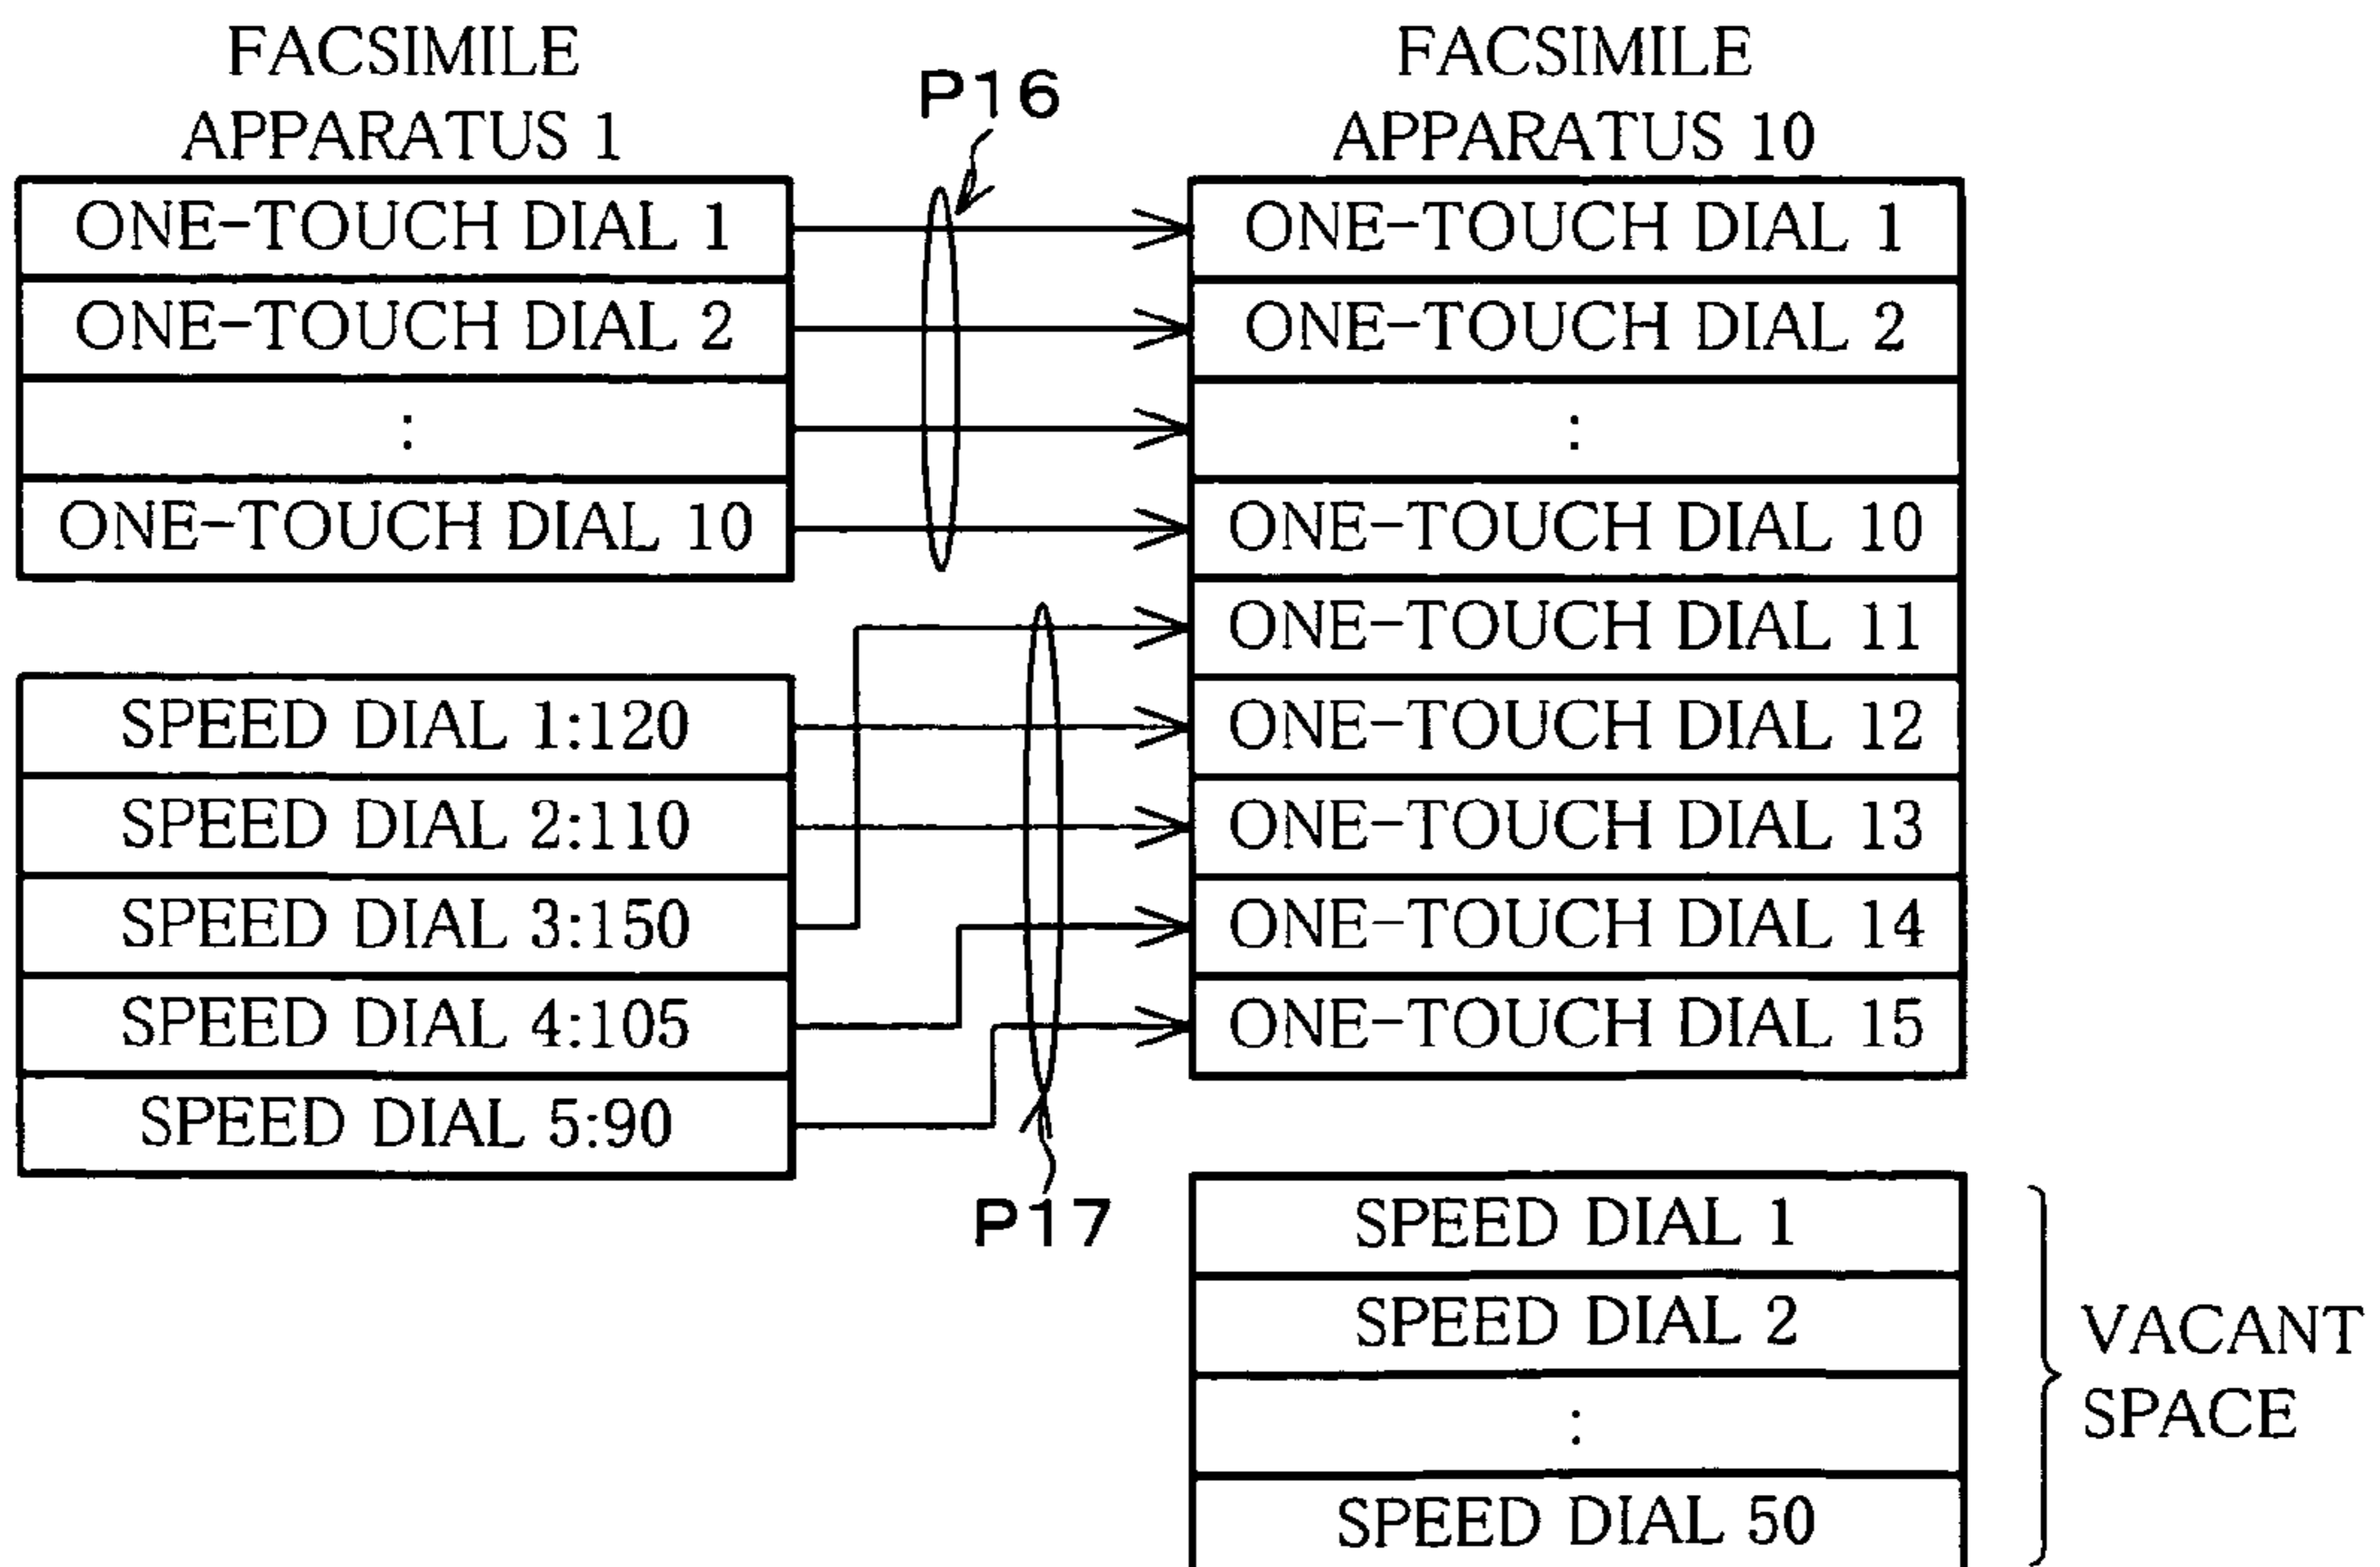 FACSIMILE
APPARATUS 1
ONE-TOUCH DIAL 1
ONE-TOUCH DIAL 2
:
ONE-TOUCH DIAL 10
SPEED DIAL 1:120
SPEED DIAL 2:110
SPEED DIAL 3:150
SPEED DIAL 4:105
SPEED DIAL 5:90
P16
P17
FACSIMILE
APPARATUS 10
ONE-TOUCH DIAL 1
ONE-TOUCH DIAL 2
:
ONE-TOUCH DIAL 10
ONE-TOUCH DIAL 11
ONE-TOUCH DIAL 12
ONE-TOUCH DIAL 13
ONE-TOUCH DIAL 14
ONE-TOUCH DIAL 15
SPEED DIAL 1
SPEED DIAL 2
:
SPEED DIAL 50
VACANT
SPACE